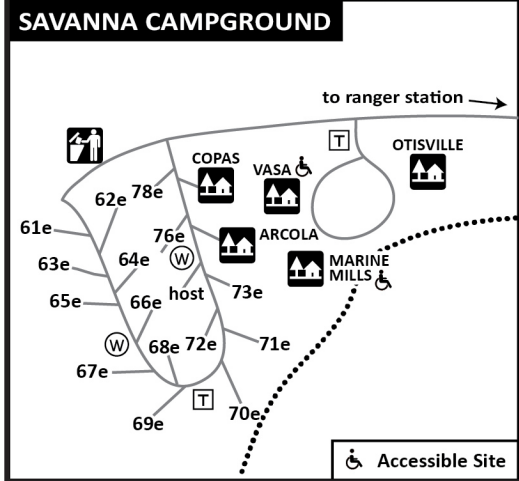 SAVANNA CAMPGROUND
to ranger station
T
OTISVILLE
COPAS
VASA
62e
78e
61e
76e
ARCOLA
63e
64e
W
MARINE
MILLS
host
73e
65e
66e
W
68e
72e
71e
67e
T
70e
69e
Accessible Site